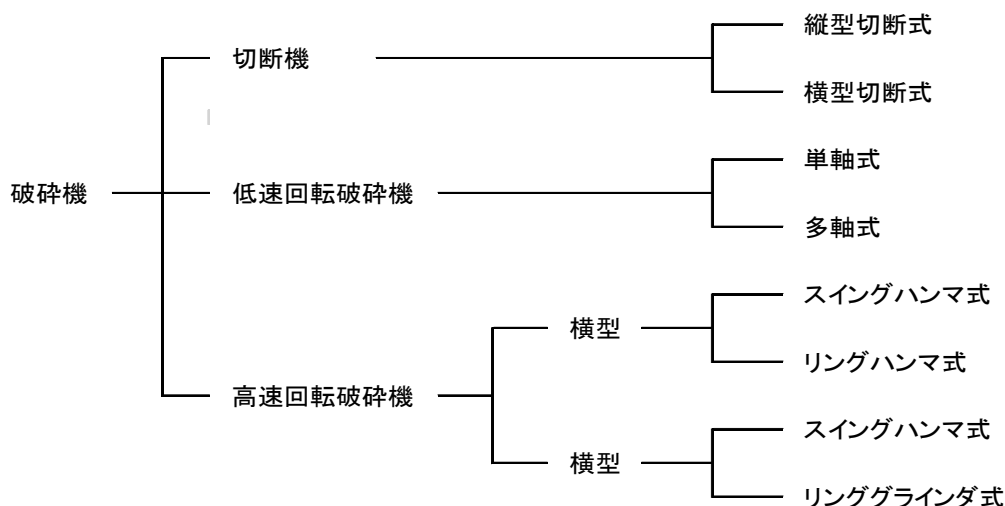 縦型切断式
切断機
横型切断式
単軸式
破砕機
低速回転破砕機
多軸式
スイングハンマ式
横型
リングハンマ式
高速回転破砕機
スイングハンマ式
横型
リンググラインダ式